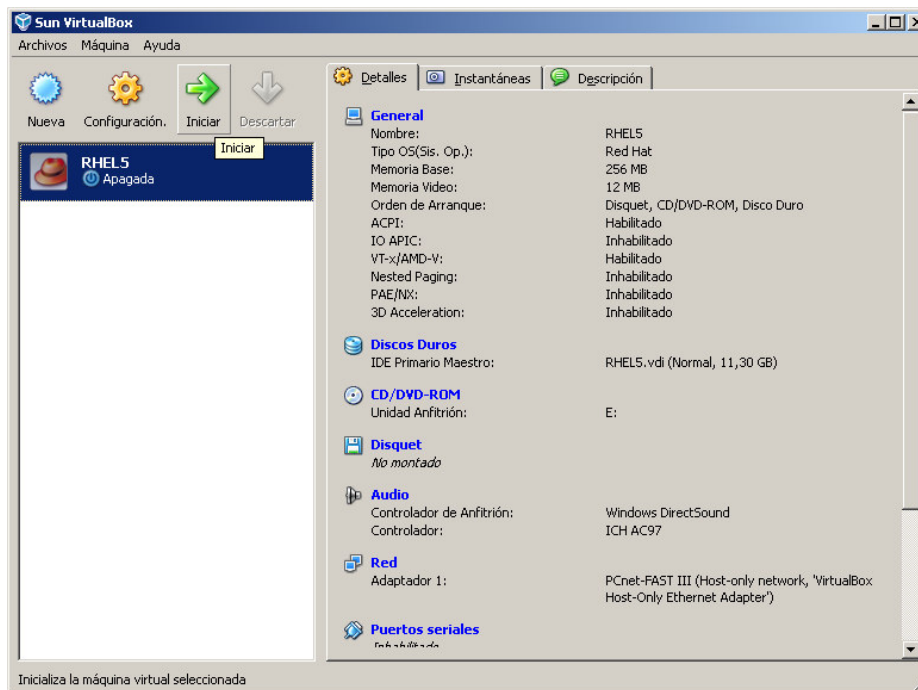 Sun VirtualBox
Archivos Máquina Ayuda
Nueva Configuración. Iniciar Descartar
Iniciar
RHEL5
Apagada
Detalles Instantáneas Descripción
General
Nombre: RHEL5
Tipo OS(Sis. Op.): Red Hat
Memoria Base: 256 MB
Memoria Video: 12 MB
Orden de Arranque: Disquet, CD/DVD-ROM, Disco Duro
ACPI: Habilitado
IO APIC: Inhabilitado
VT-x/AMD-V: Habilitado
Nested Paging: Inhabilitado
PAE/NX: Inhabilitado
3D Acceleration: Inhabilitado
Discos Duros
IDE Primario Maestro: RHEL5.vdi (Normal, 11,30 GB)
CD/DVD-ROM
Unidad Anfitrión: E:
Disquet
No montado
Audio
Controlador de Anfitrión: Windows DirectSound
Controlador: ICH AC97
Red
Adaptador 1: PCnet-FAST III (Host-only network, 'VirtualBox
Host-Only Ethernet Adapter')
Puertos seriales
Inhabilitado
Inicializa la máquina virtual seleccionada